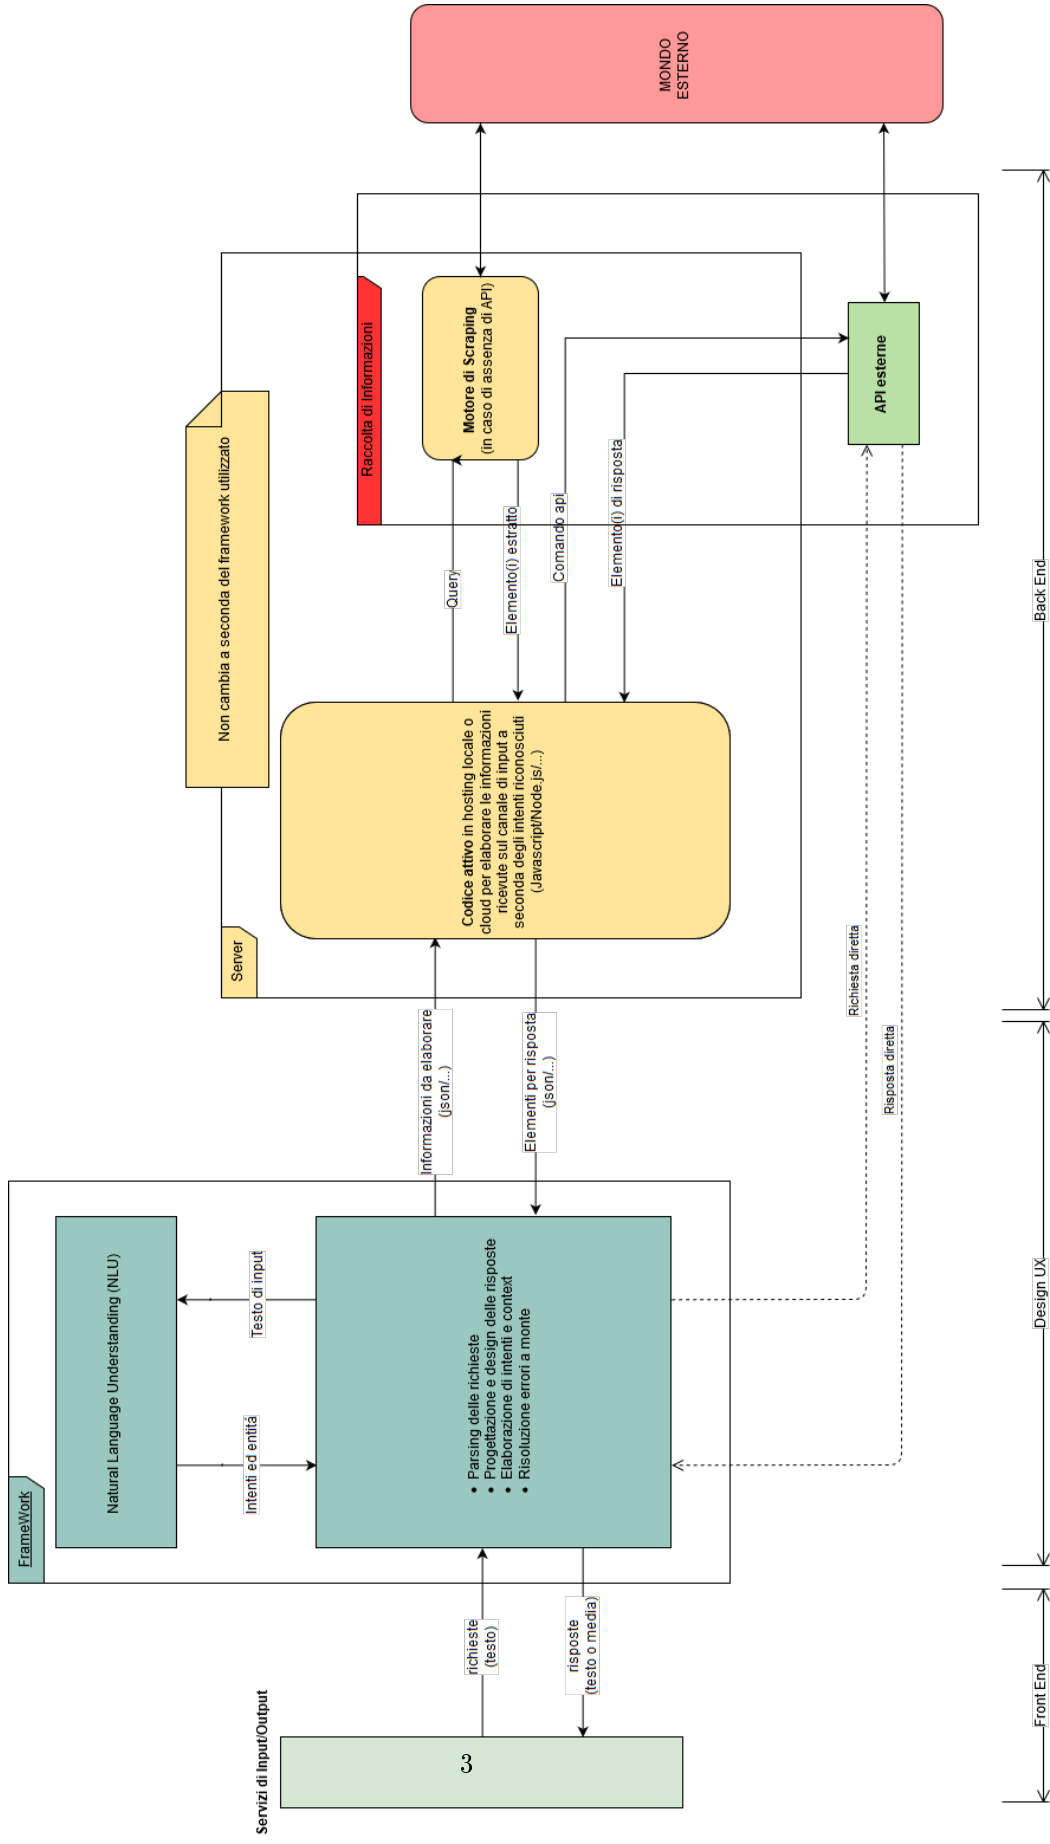 Servizi di Input/Output
3
richieste
(testo)
risposte
(testo o media)
FrameWork
Natural Language Understanding (NLU)
Testo di input
Intenti ed entitá
• Parsing delle richieste
• Progettazione e design delle risposte
• Elaborazione di intenti e context
• Risoluzione errori a monte
Informazioni da elaborare
(json/...)
Elementi per risposta
(json/...)
Server
Non cambia a seconda del framework utilizzato
Codice attivo in hosting locale o
cloud per elaborare le informazioni
ricevute sul canale di input a
seconda degli intenti riconosciuti
(Javascript/Node.js/...)
Query
Elemento(i) estratto
Comando api
Elemento(i) di risposta
Raccolta di Informazioni
Motore di Scraping
(in caso di assenza di API)
API esterne
Richiesta diretta
Risposta diretta
MONDO
ESTERNO
Front End
Design UX
Back End